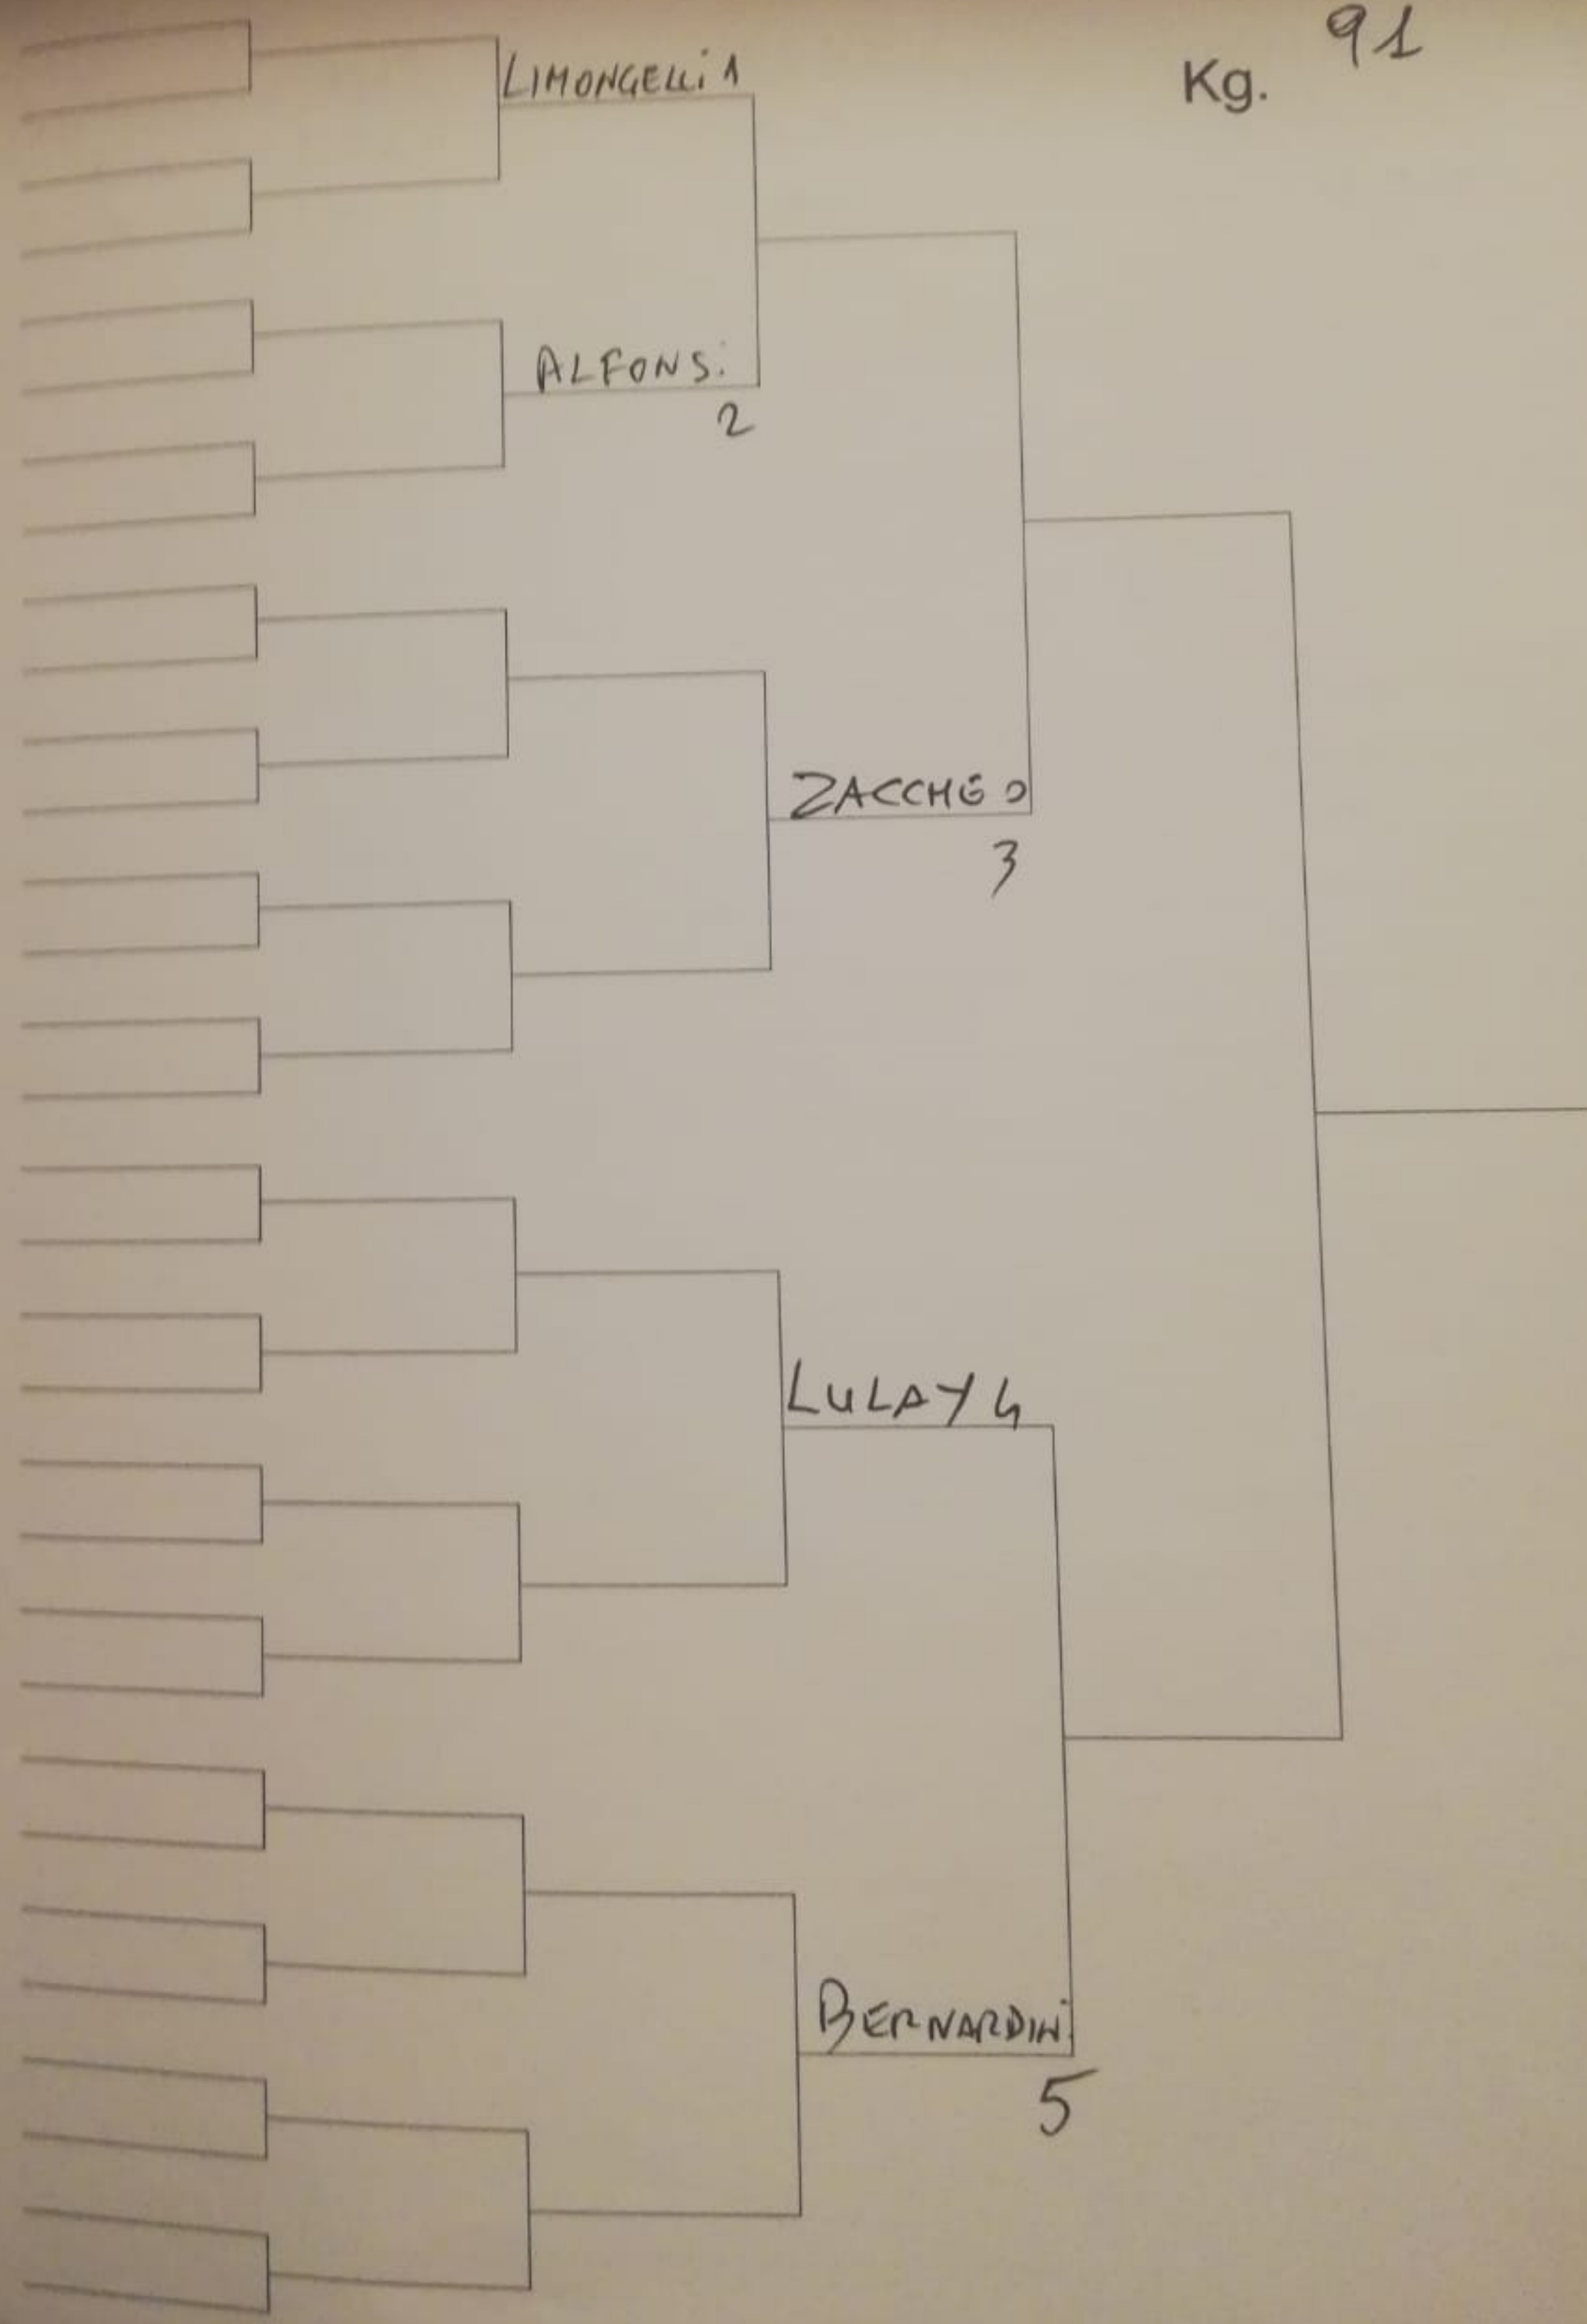 91
Kg.
LIMONGELLi 1
ALFONSi
2
ZACCHEO
3
LULAY 4
BERNARDINi
5